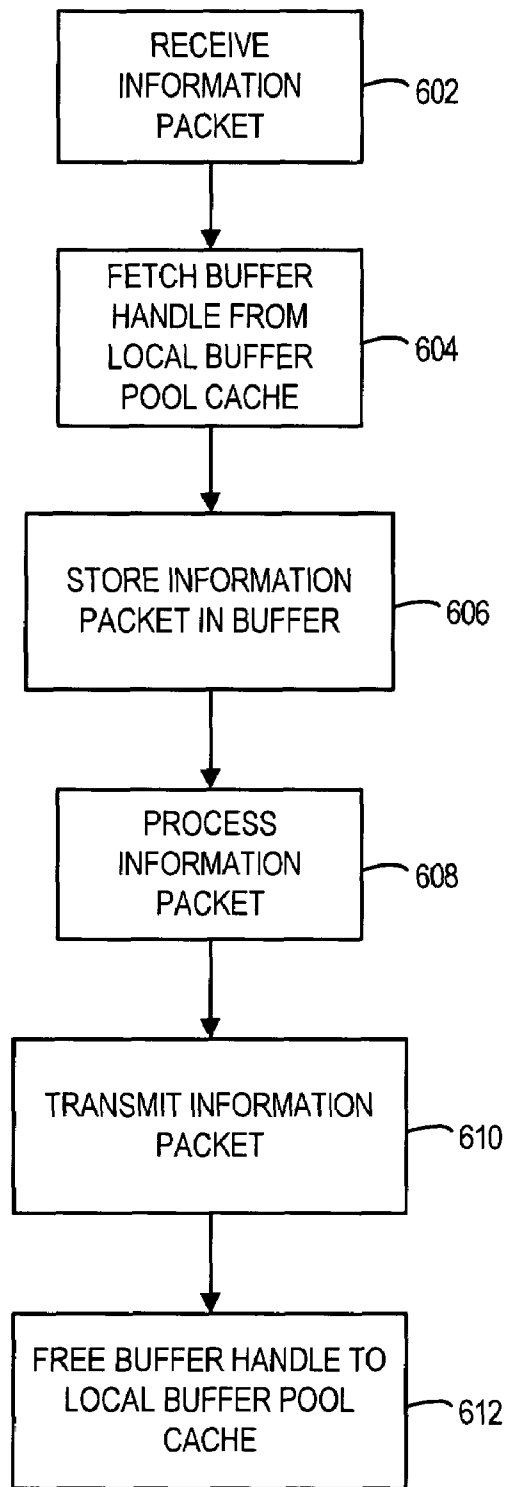 RECEIVE
INFORMATION
PACKET
602
FETCH BUFFER
HANDLE FROM
LOCAL BUFFER
POOL CACHE
604
STORE INFORMATION
PACKET IN BUFFER
606
PROCESS
INFORMATION
PACKET
608
TRANSMIT INFORMATION
PACKET
610
FREE BUFFER HANDLE TO
LOCAL BUFFER POOL
CACHE
612